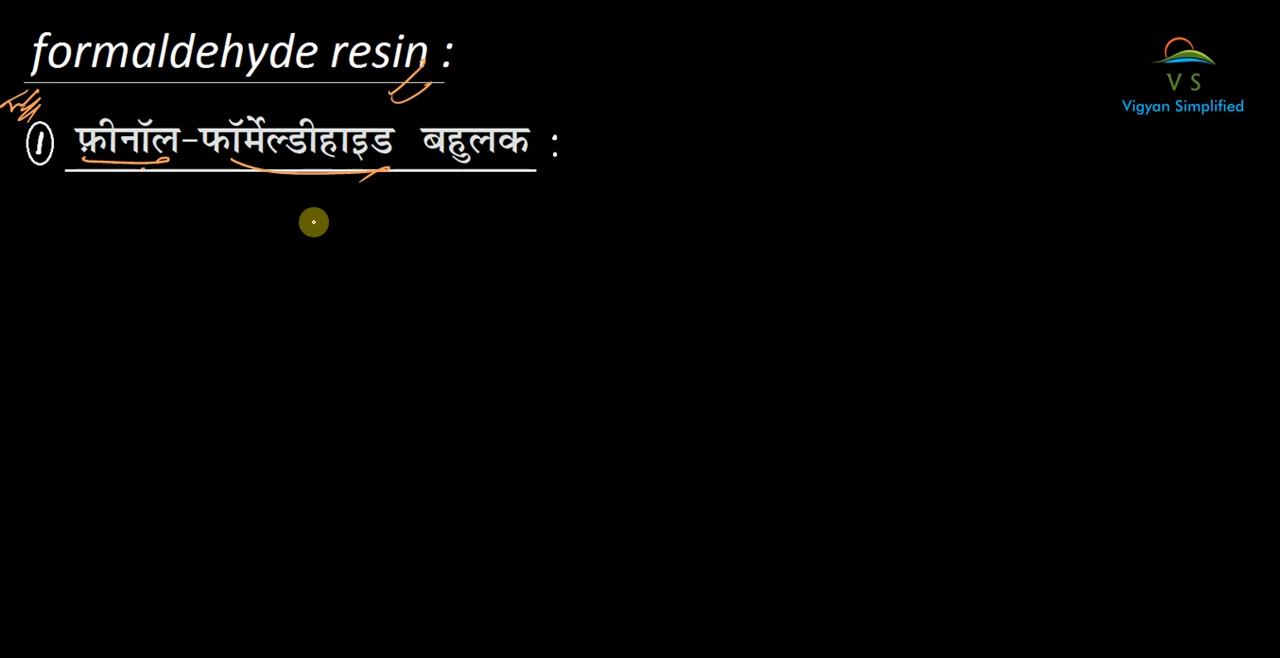 formaldehyde resin :
V S
Vigyan Simplified
① फ़ीनॉल-फॉर्मेल्डीहाइड बहुलक :